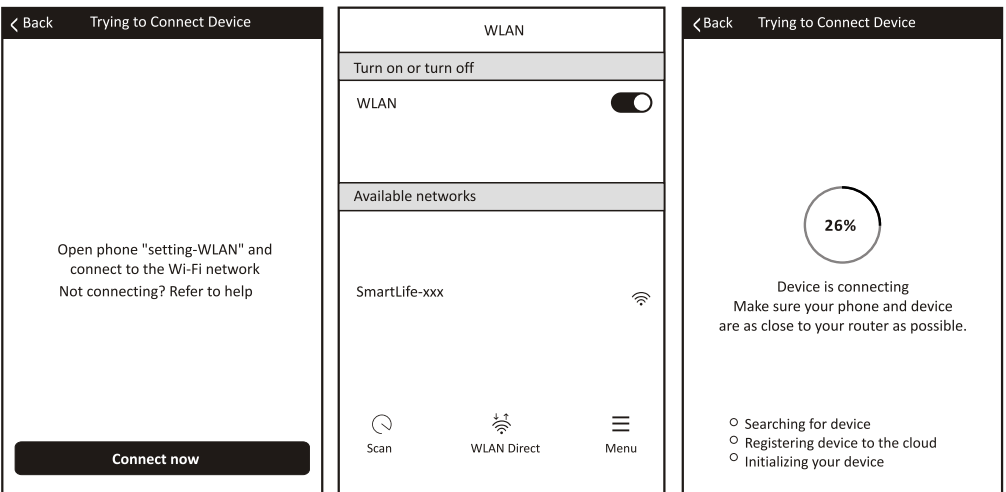 Back Trying to Connect Device
Open phone "setting-WLAN" and
connect to the Wi-Fi network
Not connecting? Refer to help
Connect now
WLAN
Turn on or turn off
WLAN
Available networks
SmartLife-xxx
Scan WLAN Direct Menu
Back Trying to Connect Device
26%
Device is connecting
Make sure your phone and device
are as close to your router as possible.
Searching for device
Registering device to the cloud
Initializing your device